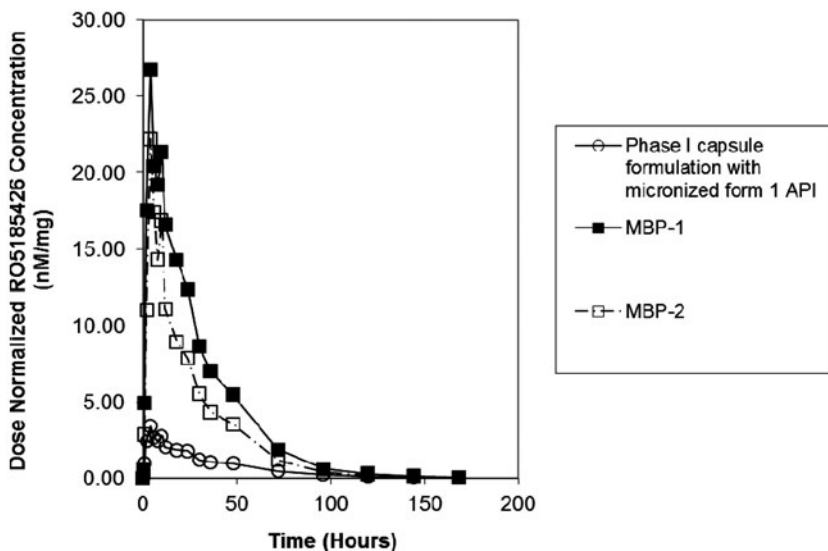 Dose Normalized RO5185426 Concentration
(nM/mg)
30.00
25.00
20.00
15.00
10.00
5.00
0.00
0
50
100
150
200
Time (Hours)
Phase I capsule
formulation with
micronized form 1 API
MBP-1
MBP-2